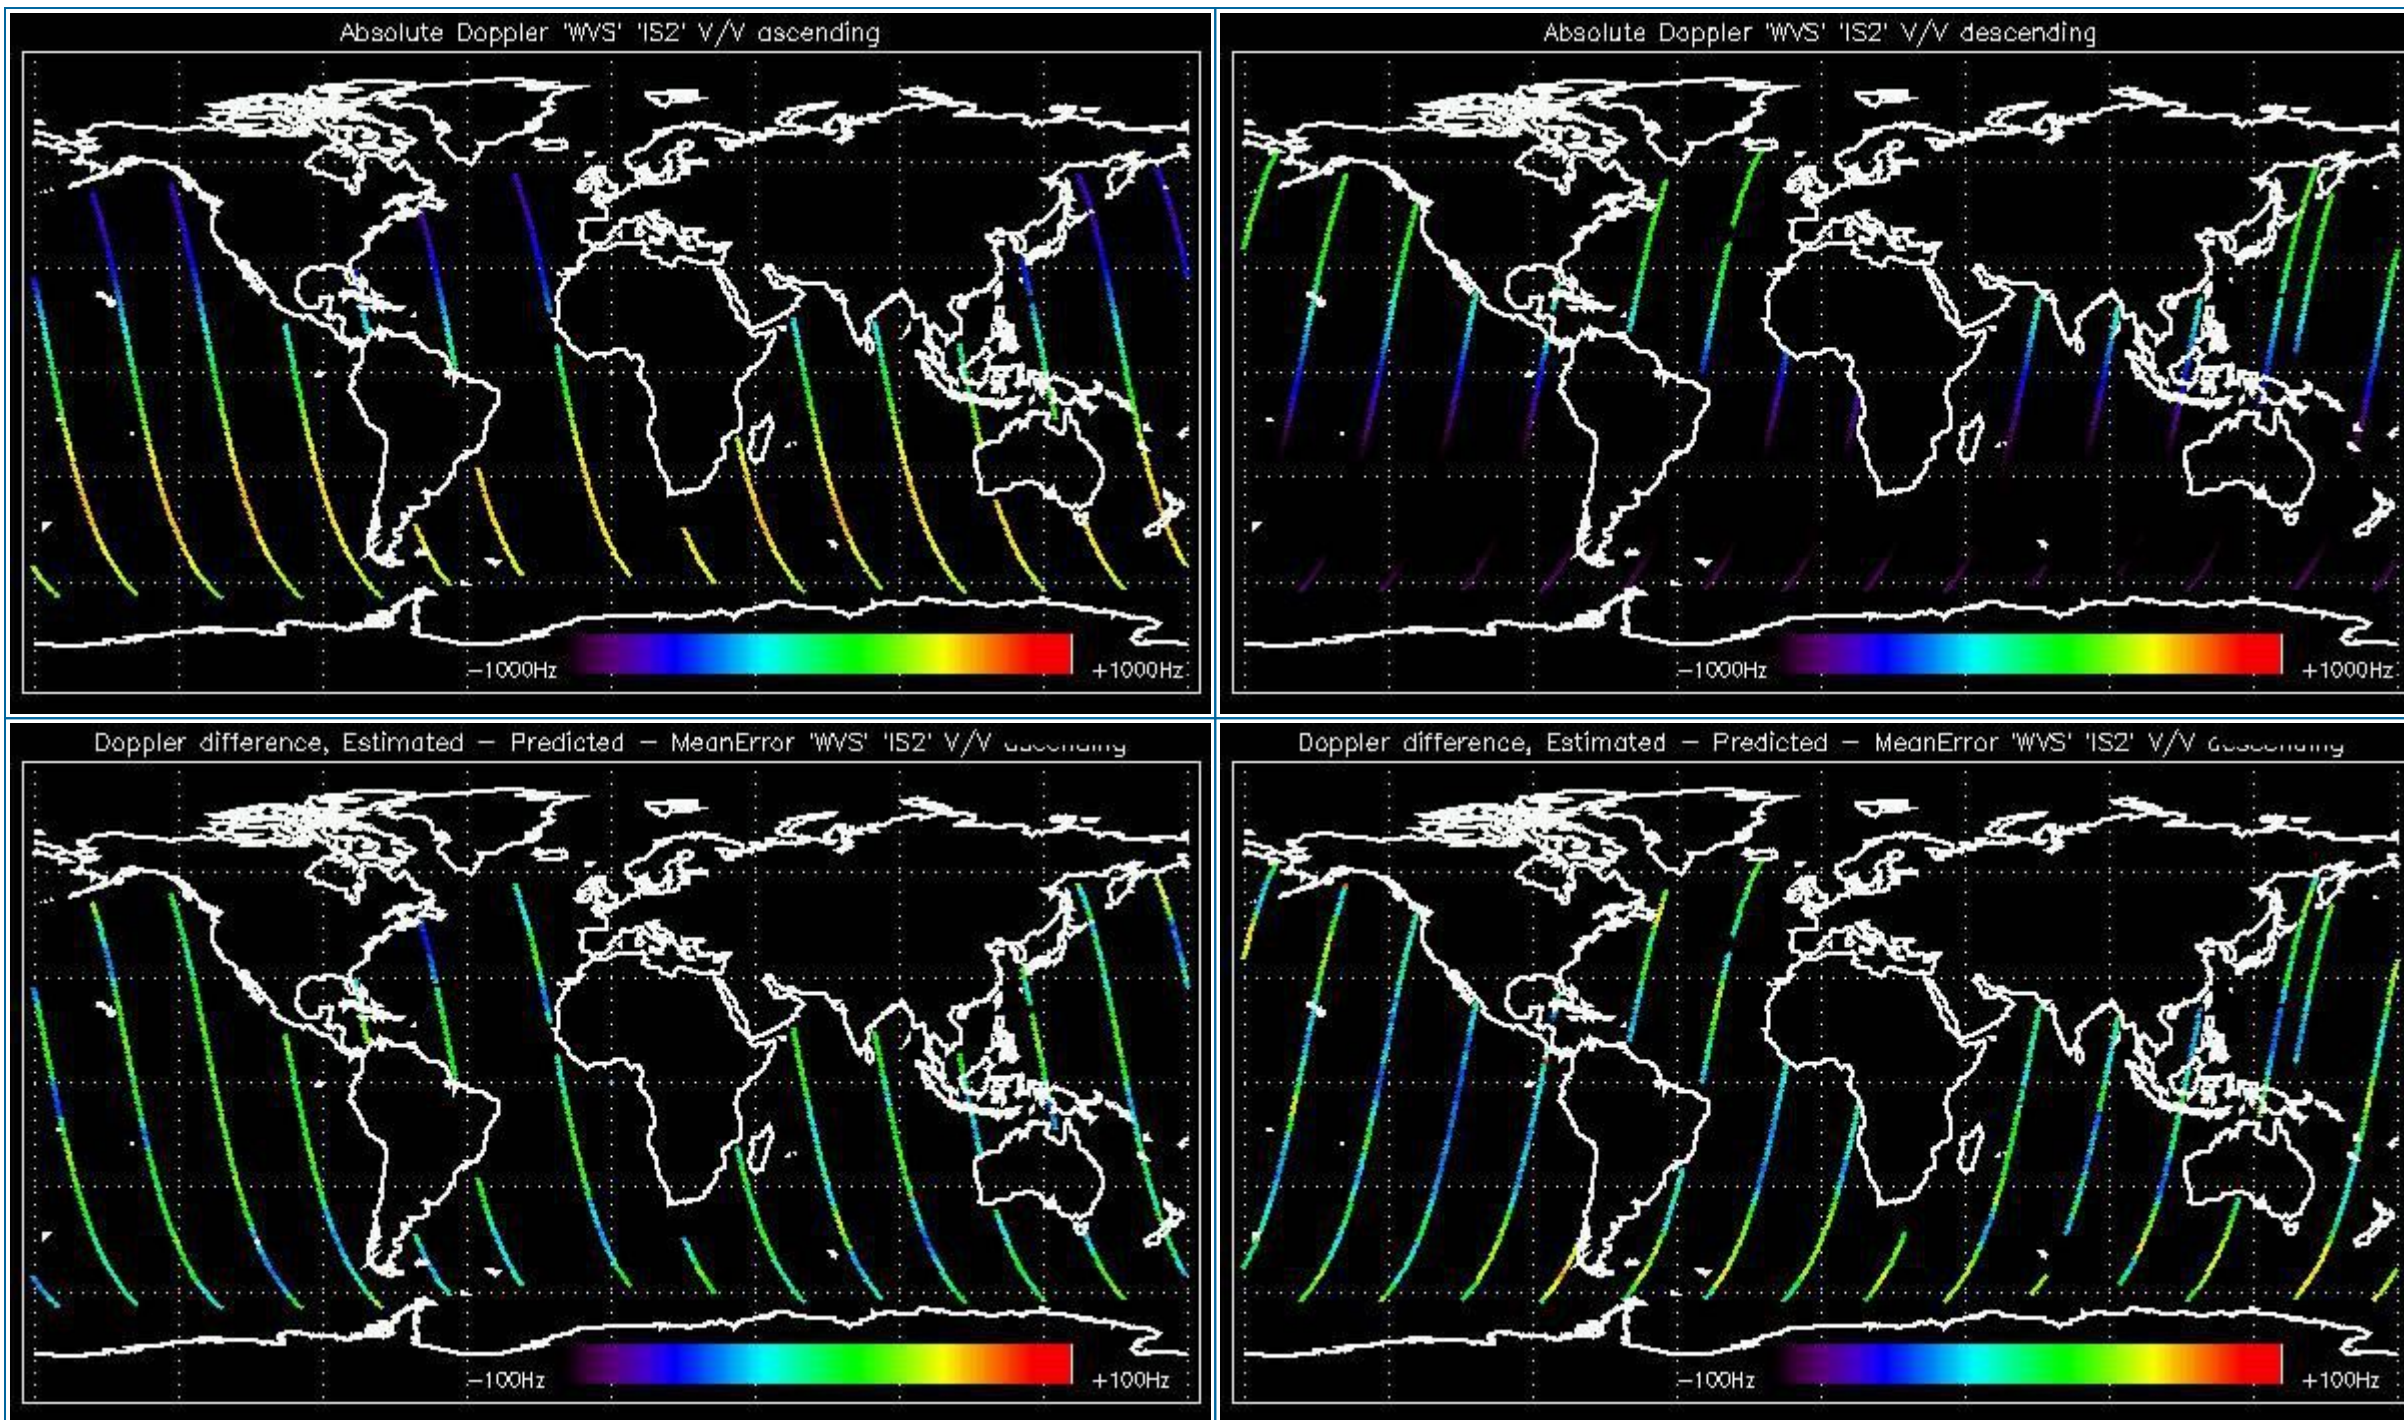 Absolute Doppler 'WVS' 'IS2' V/V ascending
-1000Hz +1000Hz
Absolute Doppler 'WVS' 'IS2' V/V descending
-1000Hz +1000Hz
Doppler difference, Estimated - Predicted - MeanError 'WVS' 'IS2' V/V
-100Hz +100Hz
Doppler difference, Estimated - Predicted - MeanError 'WVS' 'IS2' V/V
-100Hz +100Hz